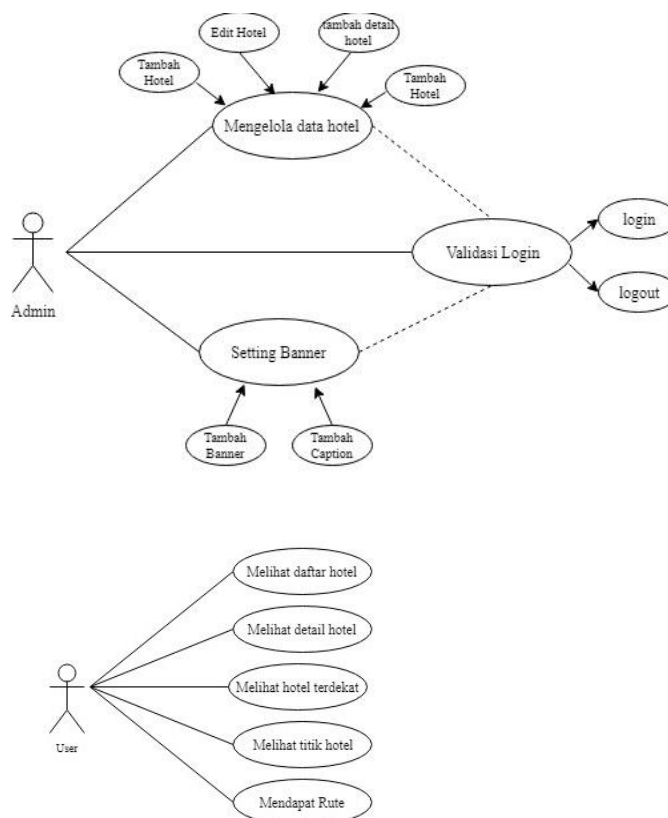 Edit Hotel
tambah detail
hotel
Tambah
Hotel
Tambah
Hotel
Mengelola data hotel
login
Validasi Login
logout
Admin
Setting Banner
Tambah
Banner
Tambah
Caption
Melihat daftar hotel
Melihat detail hotel
Melihat hotel terdekat
User
Melihat titik hotel
Mendapat Rute